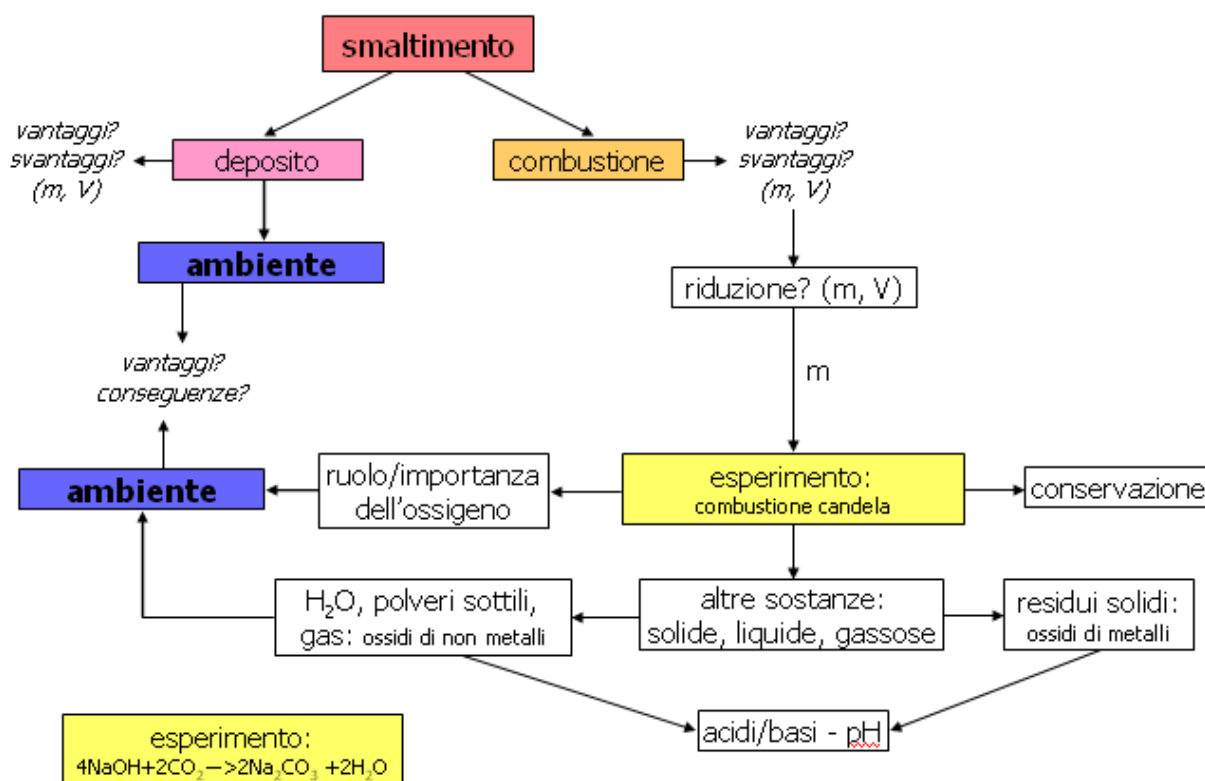 smaltimento
vantaggi?
svantaggi?
(m, V)
deposito
combustione
vantaggi?
svantaggi?
(m, V)
ambiente
riduzione? (m, V)
vantaggi?
conseguenze?
m
ambiente
ruolo/importanza
dell'ossigeno
esperimento:
combustione candela
conservazione
H₂O, polveri sottili,
gas: ossidi di non metalli
altre sostanze:
solide, liquide, gassose
residui solidi:
ossidi di metalli
acidi/basi - pH
esperimento:
4NaOH+2CO₂—>2Na₂CO₃ +2H₂O